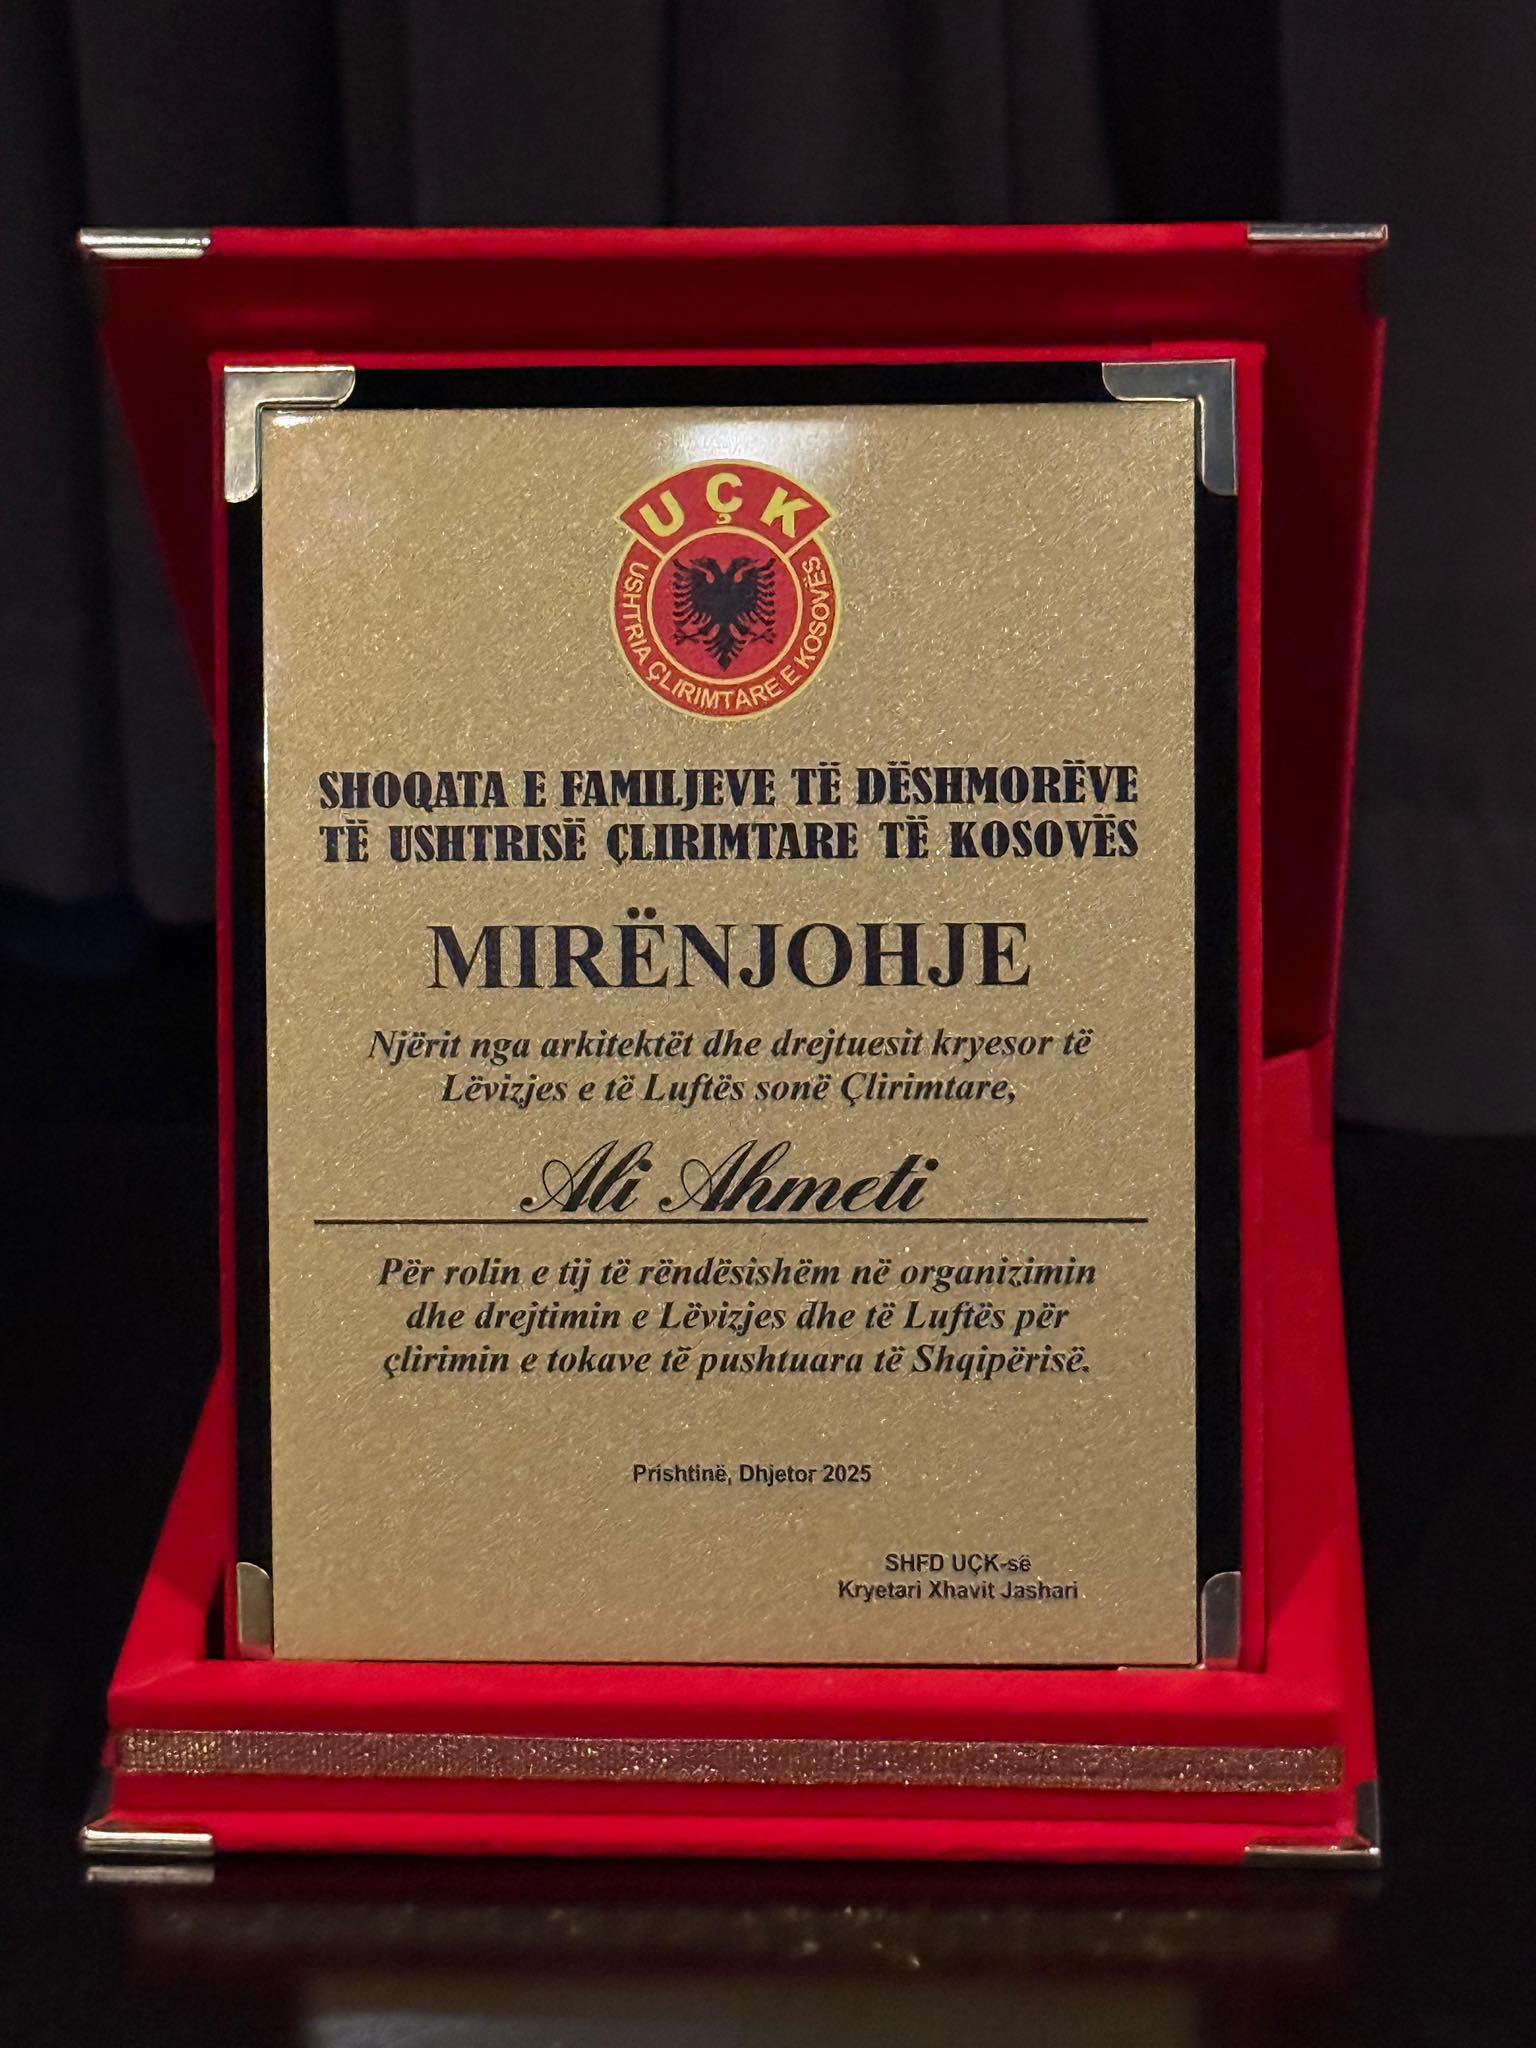 UÇK
USHTRIA ÇLIRIMTARE E KOSOVËS
SHOQATA E FAMILJEVE TË DËSHMORËVE
TË USHTRISË ÇLIRIMTARE TË KOSOVËS
MIRËNJOHJE
Njërit nga arkitektët dhe drejtuesit kryesor të
Lëvizjes e të Luftës sonë Çlirimtare,
Ali Ahmeti
Për rolin e tij të rëndësishëm në organizimin
dhe drejtimin e Lëvizjes dhe të Luftës për
çlirimin e tokave të pushtuara të Shqipërisë.
Prishtinë, Dhjetor 2025
SHFD UÇK-së
Kryetari Xhavit Jashari